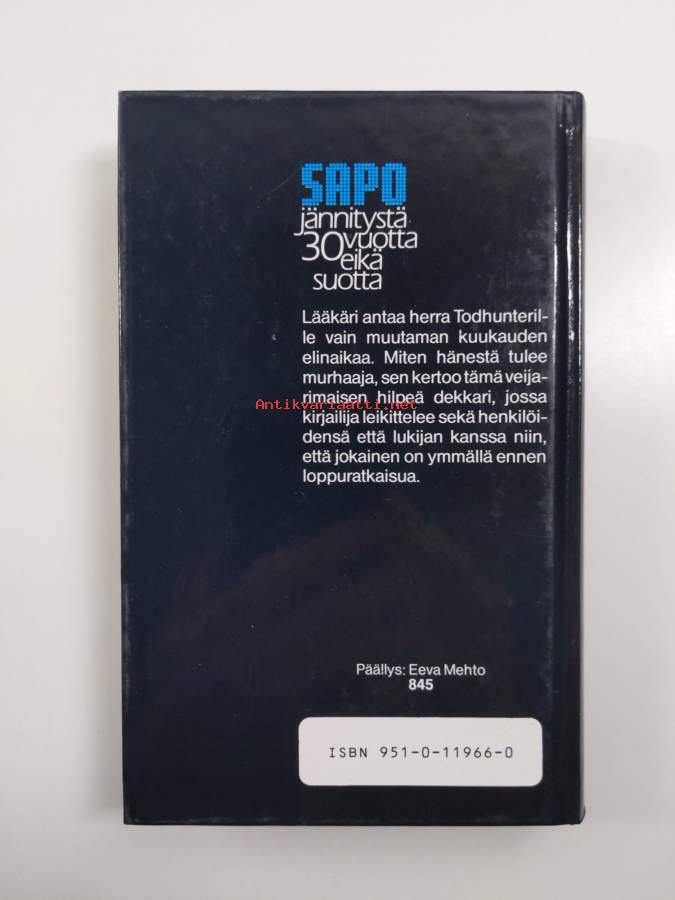 SAPO
jännitystä
30 vuotta
eikä
suotta
Lääkäri antaa herra Todhunteril-
le vain muutaman kuukauden
elinaikaa. Miten hänestä tulee
murhaaja, sen kertoo tämä veija-
rimaisen hilpeä dekkari, jossa
Antikvariaatti.net
kirjailija leikittelee sekä henkilöi-
densä että lukijan kanssa niin,
että jokainen on ymmällä ennen
loppuratkaisua.
Päällys: Eeva Mehto
845
ISBN 951-0-11966-0